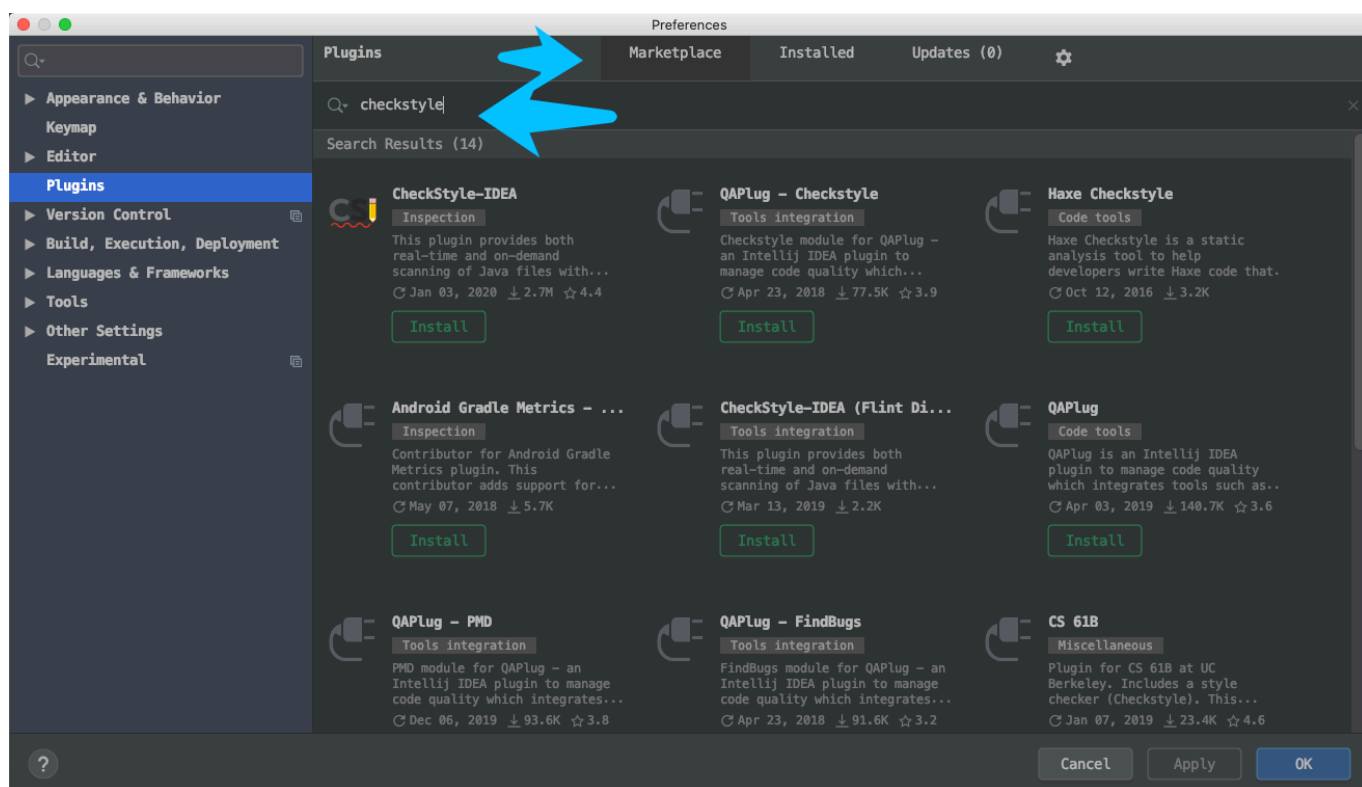 Preferences
Plugins Marketplace Installed Updates (0)
Appearance & Behavior
Keymap
Editor
Plugins
Version Control
Build, Execution, Deployment
Languages & Frameworks
Tools
Other Settings
Experimental
checkstyle
Search Results (14)
CheckStyle-IDEA
Inspection
This plugin provides both
real-time and on-demand
scanning of Java files with...
Jan 03, 2020 2.7M 4.4
Install
QAPlug - Checkstyle
Tools integration
Checkstyle module for QAPlug -
an Intellij IDEA plugin to
manage code quality which...
Apr 23, 2018 77.5K 3.9
Install
Haxe Checkstyle
Code tools
Haxe Checkstyle is a static
analysis tool to help
developers write Haxe code that.
Oct 12, 2016 3.2K
Install
Android Gradle Metrics - ...
Inspection
Contributor for Android Gradle
Metrics plugin. This
contributor adds support for...
May 07, 2018 5.7K
Install
CheckStyle-IDEA (Flint Di...
Tools integration
This plugin provides both
real-time and on-demand
scanning of Java files with...
Mar 13, 2019 2.2K
Install
QAPlug
Code tools
QAPlug is an Intellij IDEA
plugin to manage code quality
which integrates tools such as..
Apr 03, 2019 140.7K 3.6
Install
QAPlug - PMD
Tools integration
PMD module for QAPlug - an
Intellij IDEA plugin to manage
code quality which integrates...
Dec 06, 2019 93.6K 3.8
QAPlug - FindBugs
Tools integration
FindBugs module for QAPlug - an
Intellij IDEA plugin to manage
code quality which integrates...
Apr 23, 2018 91.6K 3.2
CS 61B
Miscellaneous
Plugin for CS 61B at UC
Berkeley. Includes a style
checker (Checkstyle). This...
Jan 07, 2019 23.4K 4.6
? Cancel Apply OK